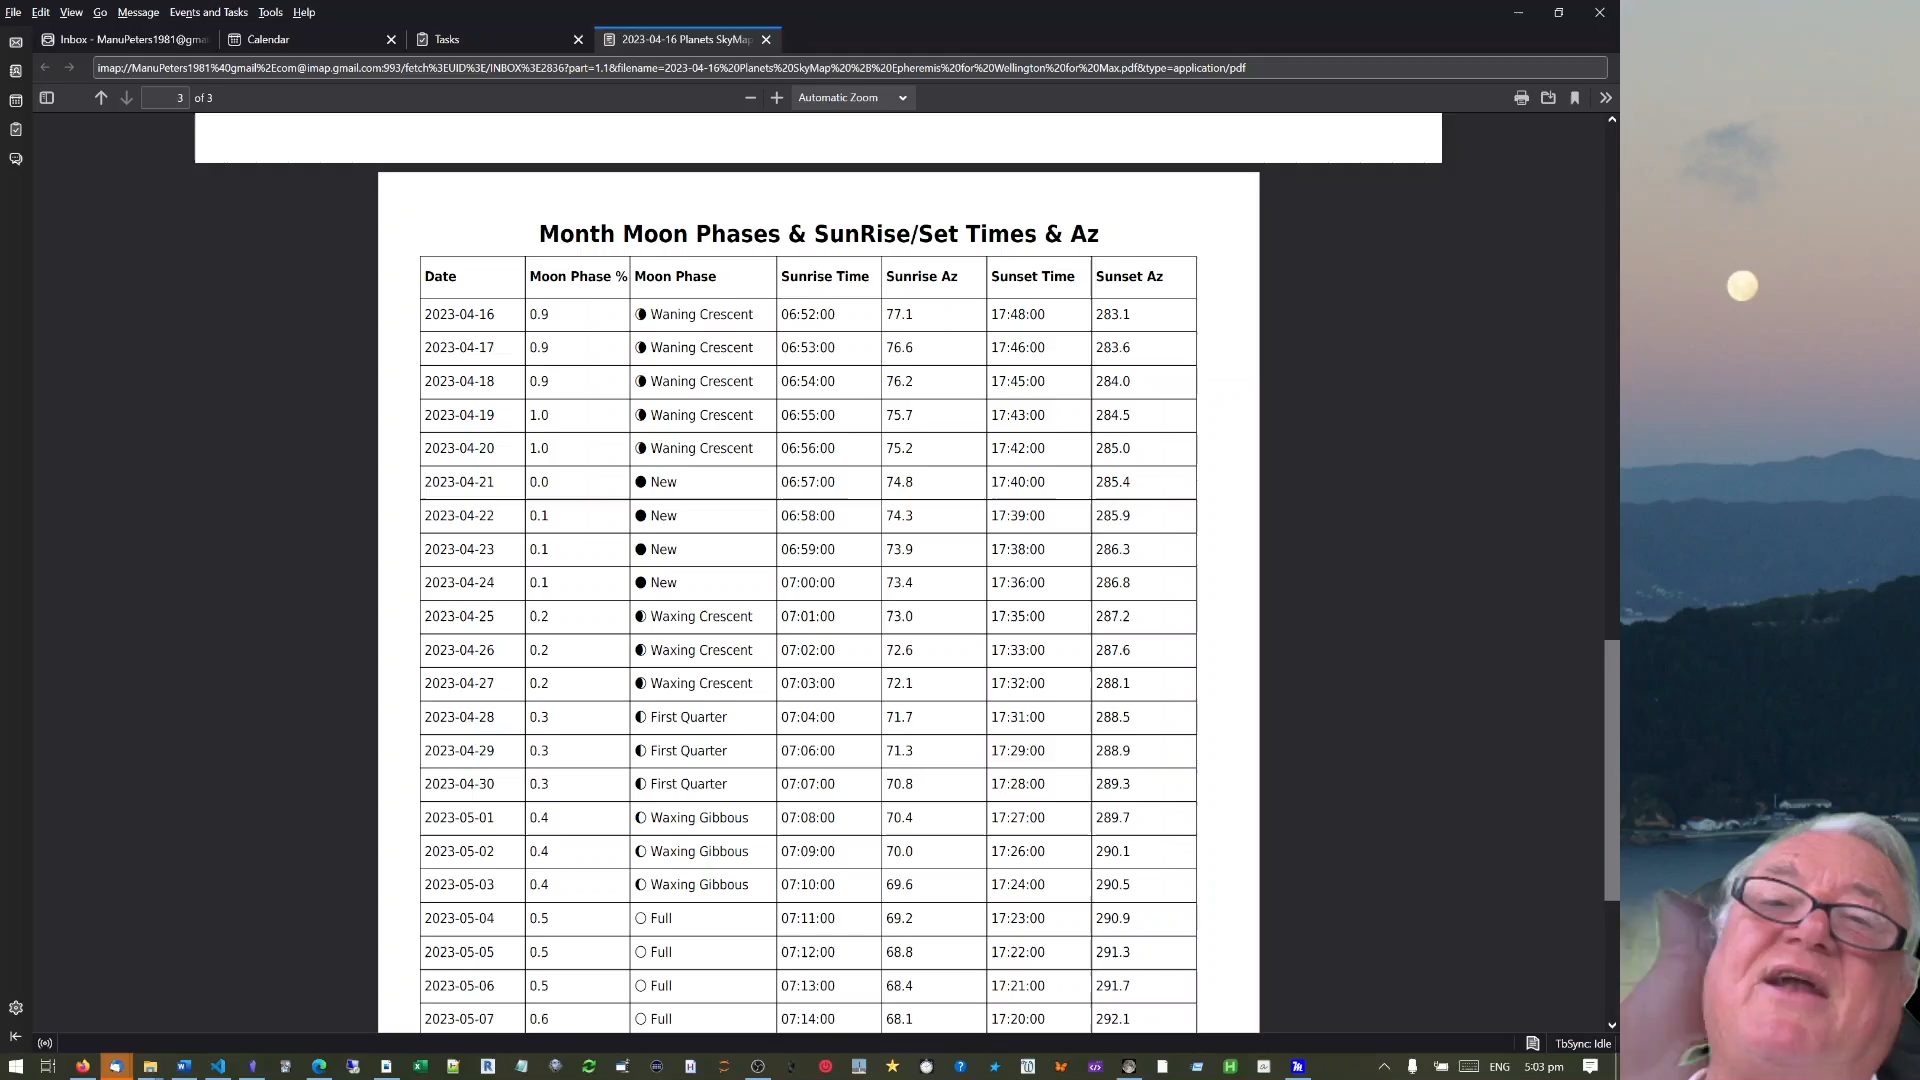 File Edit View Go Message Events and Tasks Tools Help
Inbox - ManuPeters1981@gma Calendar Tasks 2023-04-16 Planets SkyMap
imap://ManuPeters1981%40gmail%2Ecom@imap.gmail.com:993/fetch%3EUID%3E/INBOX%3E2836?part=1.1&filename=2023-04-16%20Planets%20SkyMap%20%2B%20Epheremis%20for%20Wellington%20for%20Max.pdf&type=application/pdf
3 of 3 Automatic Zoom
Month Moon Phases & SunRise/Set Times & Az
Date Moon Phase % Moon Phase Sunrise Time Sunrise Az Sunset Time Sunset Az
2023-04-16 0.9 Waning Crescent 06:52:00 77.1 17:48:00 283.1
2023-04-17 0.9 Waning Crescent 06:53:00 76.6 17:46:00 283.6
2023-04-18 0.9 Waning Crescent 06:54:00 76.2 17:45:00 284.0
2023-04-19 1.0 Waning Crescent 06:55:00 75.7 17:43:00 284.5
2023-04-20 1.0 Waning Crescent 06:56:00 75.2 17:42:00 285.0
2023-04-21 0.0 New 06:57:00 74.8 17:40:00 285.4
2023-04-22 0.1 New 06:58:00 74.3 17:39:00 285.9
2023-04-23 0.1 New 06:59:00 73.9 17:38:00 286.3
2023-04-24 0.1 New 07:00:00 73.4 17:36:00 286.8
2023-04-25 0.2 Waxing Crescent 07:01:00 73.0 17:35:00 287.2
2023-04-26 0.2 Waxing Crescent 07:02:00 72.6 17:33:00 287.6
2023-04-27 0.2 Waxing Crescent 07:03:00 72.1 17:32:00 288.1
2023-04-28 0.3 First Quarter 07:04:00 71.7 17:31:00 288.5
2023-04-29 0.3 First Quarter 07:06:00 71.3 17:29:00 288.9
2023-04-30 0.3 First Quarter 07:07:00 70.8 17:28:00 289.3
2023-05-01 0.4 Waxing Gibbous 07:08:00 70.4 17:27:00 289.7
2023-05-02 0.4 Waxing Gibbous 07:09:00 70.0 17:26:00 290.1
2023-05-03 0.4 Waxing Gibbous 07:10:00 69.6 17:24:00 290.5
2023-05-04 0.5 Full 07:11:00 69.2 17:23:00 290.9
2023-05-05 0.5 Full 07:12:00 68.8 17:22:00 291.3
2023-05-06 0.5 Full 07:13:00 68.4 17:21:00 291.7
2023-05-07 0.6 Full 07:14:00 68.1 17:20:00 292.1
TbSync: Idle
ENG 5:03 pm